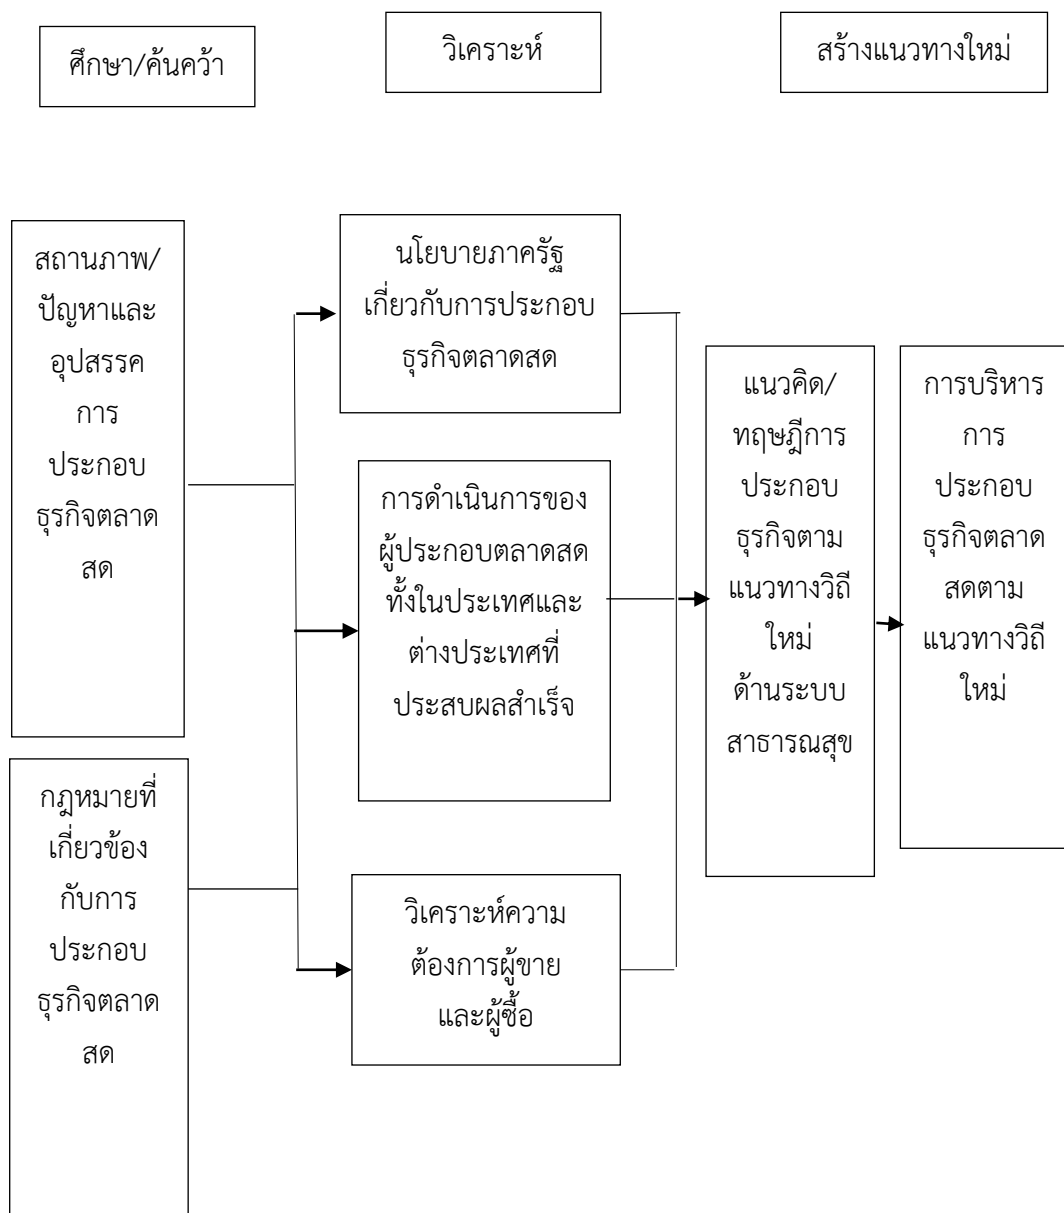 ศึกษา/ค้นคว้า
วิเคราะห์
สร้างแนวทางใหม่
สถานภาพ/
ปัญหาและ
อุปสรรค
การ
ประกอบ
ธุรกิจตลาด
สด
กฎหมายที่
เกี่ยวข้อง
กับการ
ประกอบ
ธุรกิจตลาด
สด
นโยบายภาครัฐ
เกี่ยวกับการประกอบ
ธุรกิจตลาดสด
การดำเนินการของ
ผู้ประกอบตลาดสด
ทั้งในประเทศและ
ต่างประเทศที่
ประสบผลสำเร็จ
วิเคราะห์ความ
ต้องการผู้ขาย
และผู้ซื้อ
แนวคิด/
ทฤษฎีการ
ประกอบ
ธุรกิจตาม
แนวทางวิถี
ใหม่
ด้านระบบ
สาธารณสุข
การบริหาร
การ
ประกอบ
ธุรกิจตลาด
สดตาม
แนวทางวิถี
ใหม่